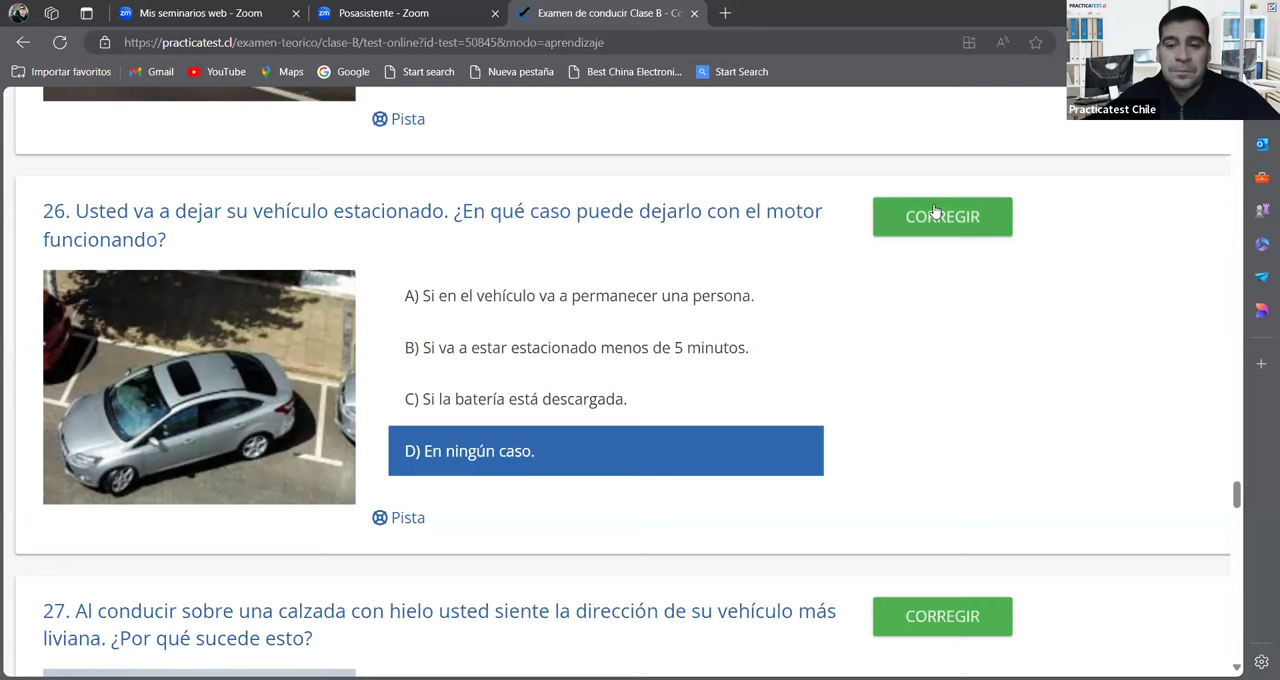 Mis seminarios web - Zoom
Posasistente - Zoom
Examen de conducir Clase B - Co
PRACTICATEST.cl
https://practicatest.cl/examen-teorico/clase-B/test-online?id-test=50845&modo=aprendizaje
Importar favoritos
Gmail
YouTube
Maps
Google
Start search
Nueva pestaña
Best China Electroni...
Start Search
Practicatest Chile
Pista
26. Usted va a dejar su vehículo estacionado. ¿En qué caso puede dejarlo con el motor
funcionando?
CORREGIR
A) Si en el vehículo va a permanecer una persona.
B) Si va a estar estacionado menos de 5 minutos.
C) Si la batería está descargada.
D) En ningún caso.
Pista
27. Al conducir sobre una calzada con hielo usted siente la dirección de su vehículo más
liviana. ¿Por qué sucede esto?
CORREGIR